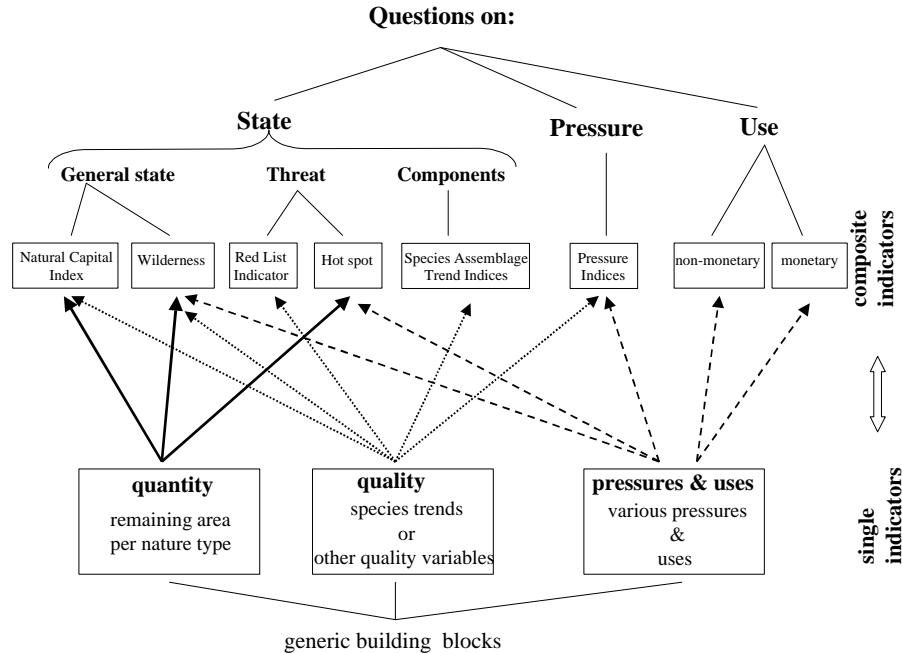 Questions on:
State
Pressure
Use
General state
Threat
Components
Natural Capital
Index
Wilderness
Red List
Indicator
Hot spot
Species Assemblage
Trend Indices
Pressure
Indices
non-monetary
monetary
composite
indicators
quantity
remaining area
per nature type
quality
species trends
or
other quality variables
pressures & uses
various pressures
&
uses
single
indicators
generic building blocks